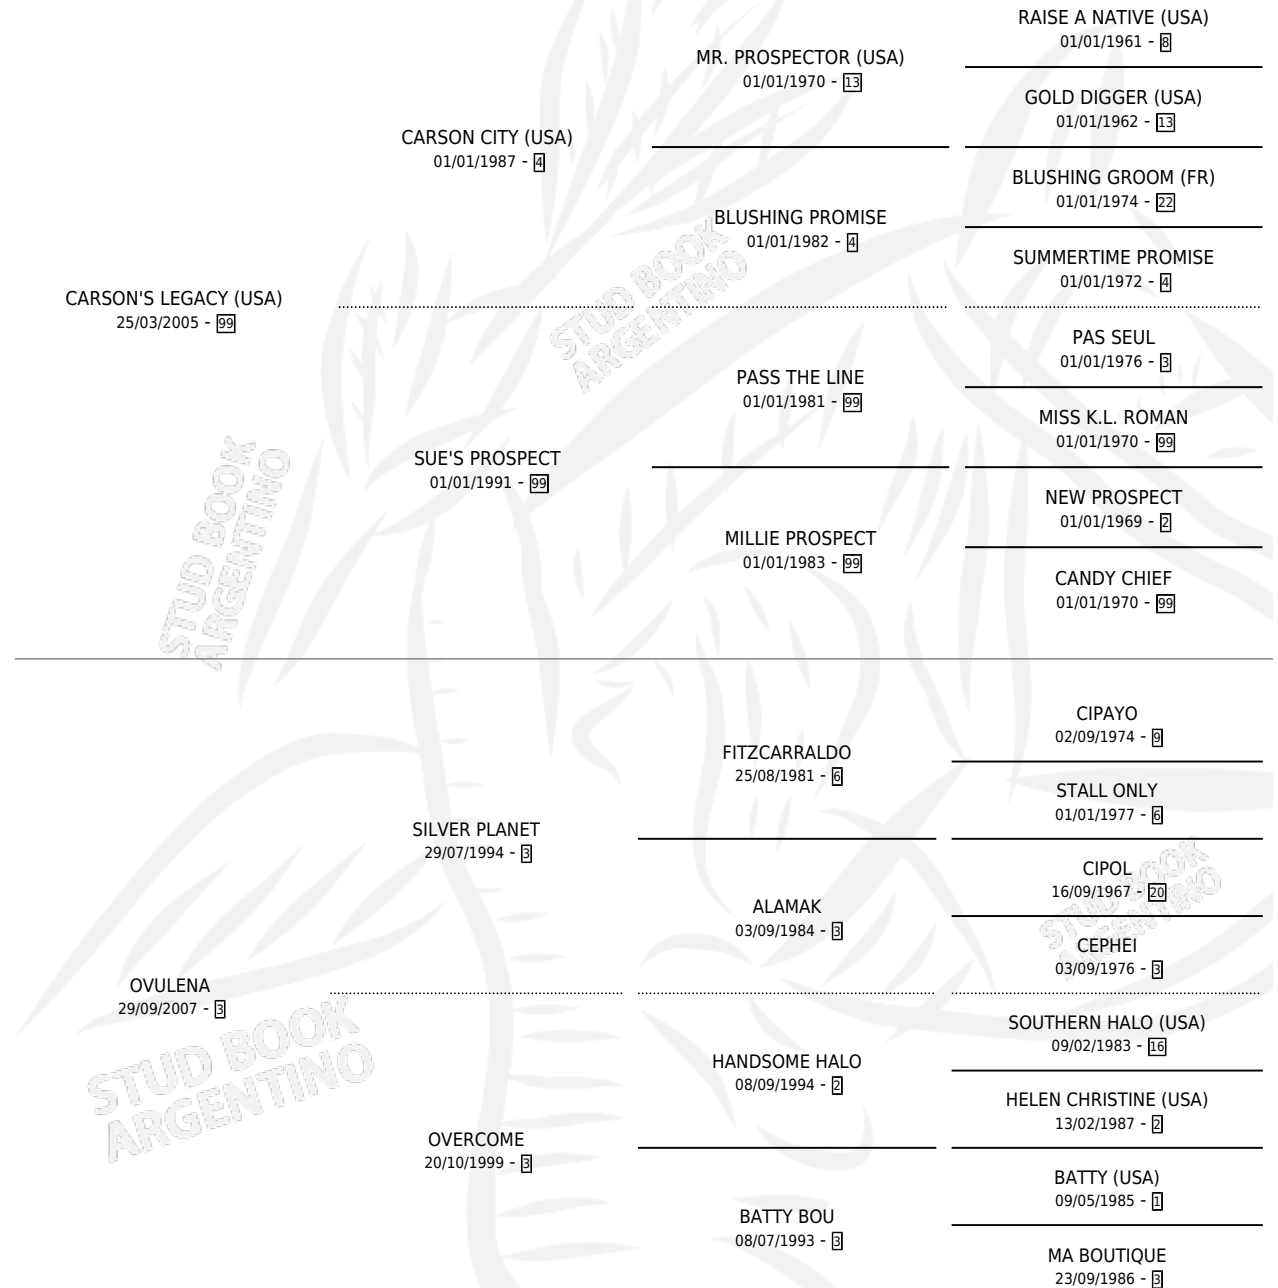 RAISE A NATIVE (USA)
01/01/1961 - 8
MR. PROSPECTOR (USA)
01/01/1970 - 13
GOLD DIGGER (USA)
01/01/1962 - 13
CARSON CITY (USA)
01/01/1987 - 4
BLUSHING GROOM (FR)
01/01/1974 - 22
BLUSHING PROMISE
01/01/1982 - 4
SUMMERTIME PROMISE
01/01/1972 - 4
CARSON'S LEGACY (USA)
25/03/2005 - 99
STUD BOOK
ARGENTINO
PAS SEUL
01/01/1976 - 3
PASS THE LINE
01/01/1981 - 99
MISS K.L. ROMAN
01/01/1970 - 99
SUE'S PROSPECT
01/01/1991 - 99
NEW PROSPECT
01/01/1969 - 2
MILLIE PROSPECT
01/01/1983 - 99
CANDY CHIEF
01/01/1970 - 99
STUD BOOK
ARGENTINO
CIPAYO
02/09/1974 - 9
FITZCARRALDO
25/08/1981 - 6
STALL ONLY
01/01/1977 - 6
SILVER PLANET
29/07/1994 - 3
CIPOL
16/09/1967 - 20
ALAMAK
03/09/1984 - 3
CEPHEI
03/09/1976 - 3
STUD BOOK
ARGENTINO
OVULENA
29/09/2007 - 3
SOUTHERN HALO (USA)
09/02/1983 - 16
HANDSOME HALO
08/09/1994 - 2
HELEN CHRISTINE (USA)
13/02/1987 - 2
STUD BOOK
ARGENTINO
OVERCOME
20/10/1999 - 3
BATTY (USA)
09/05/1985 - 1
BATTY BOU
08/07/1993 - 3
MA BOUTIQUE
23/09/1986 - 3